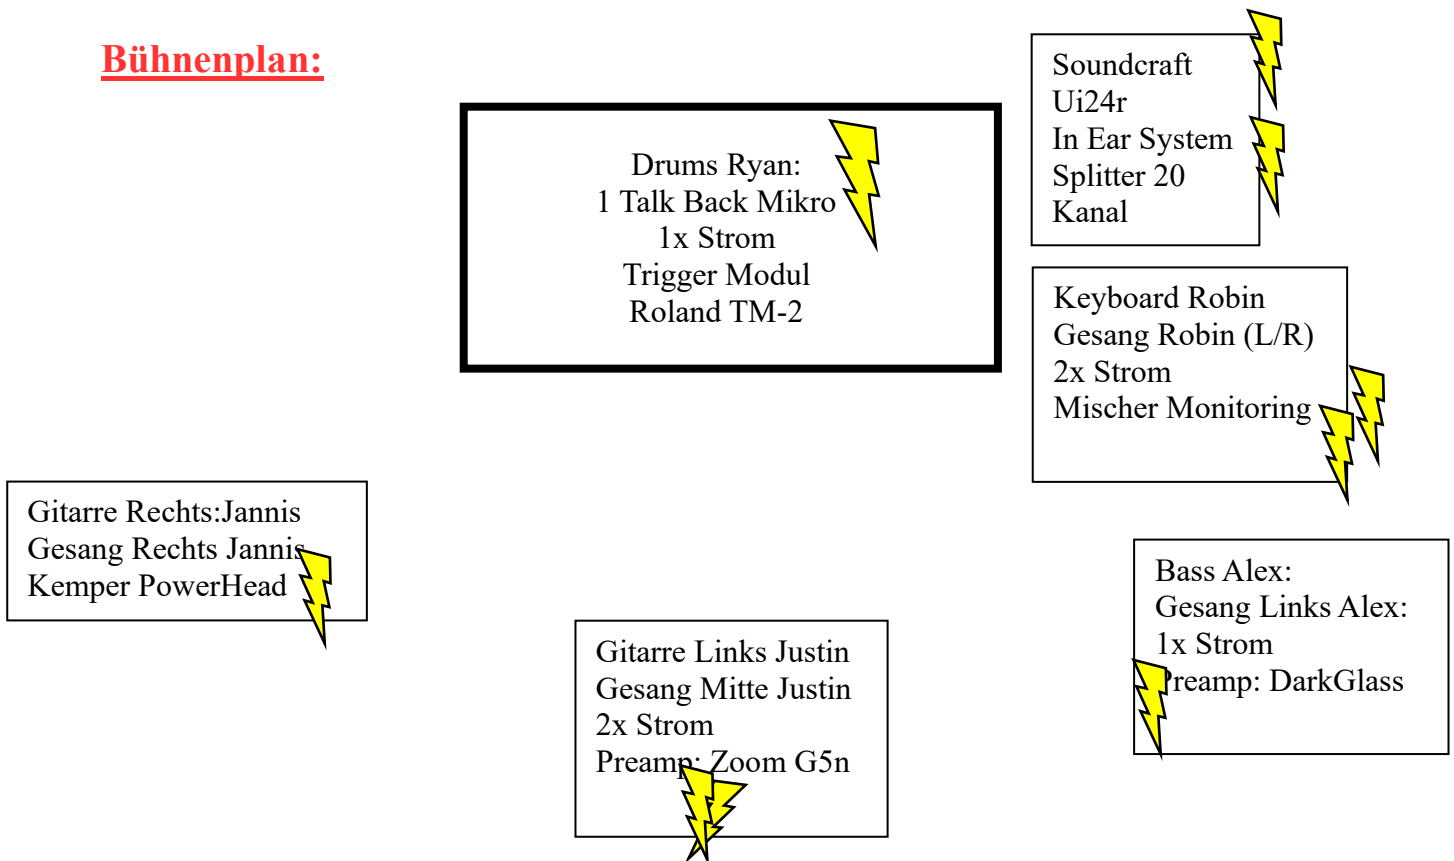 Bühnenplan:
Soundcraft
Ui24r
In Ear System
Splitter 20
Kanal
Drums Ryan:
1 Talk Back Mikro
1x Strom
Trigger Modul
Roland TM-2
Keyboard Robin
Gesang Robin (L/R)
2x Strom
Mischer Monitoring
Gitarre Rechts:Jannis
Gesang Rechts Jannis
Kemper PowerHead
Bass Alex:
Gesang Links Alex:
1x Strom
Preamp: DarkGlass
Gitarre Links Justin
Gesang Mitte Justin
2x Strom
Preamp: Zoom G5n